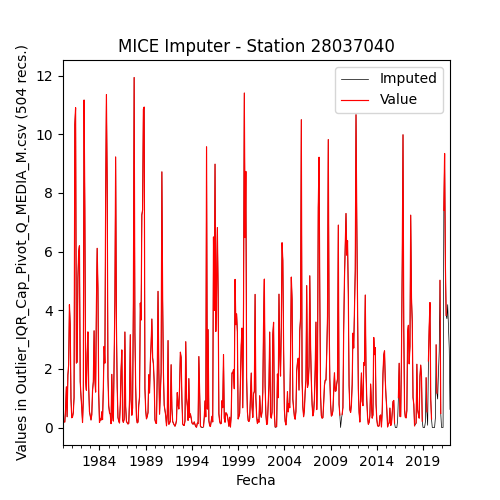 MICE Imputer - Station 28037040
Values in Outlier_IQR_Cap_Pivot_Q_MEDIA_M.csv (504 recs.)
Imputed
Value
12
10
8
6
4
2
0
1984 1989 1994 1999 2004 2009 2014 2019
Fecha